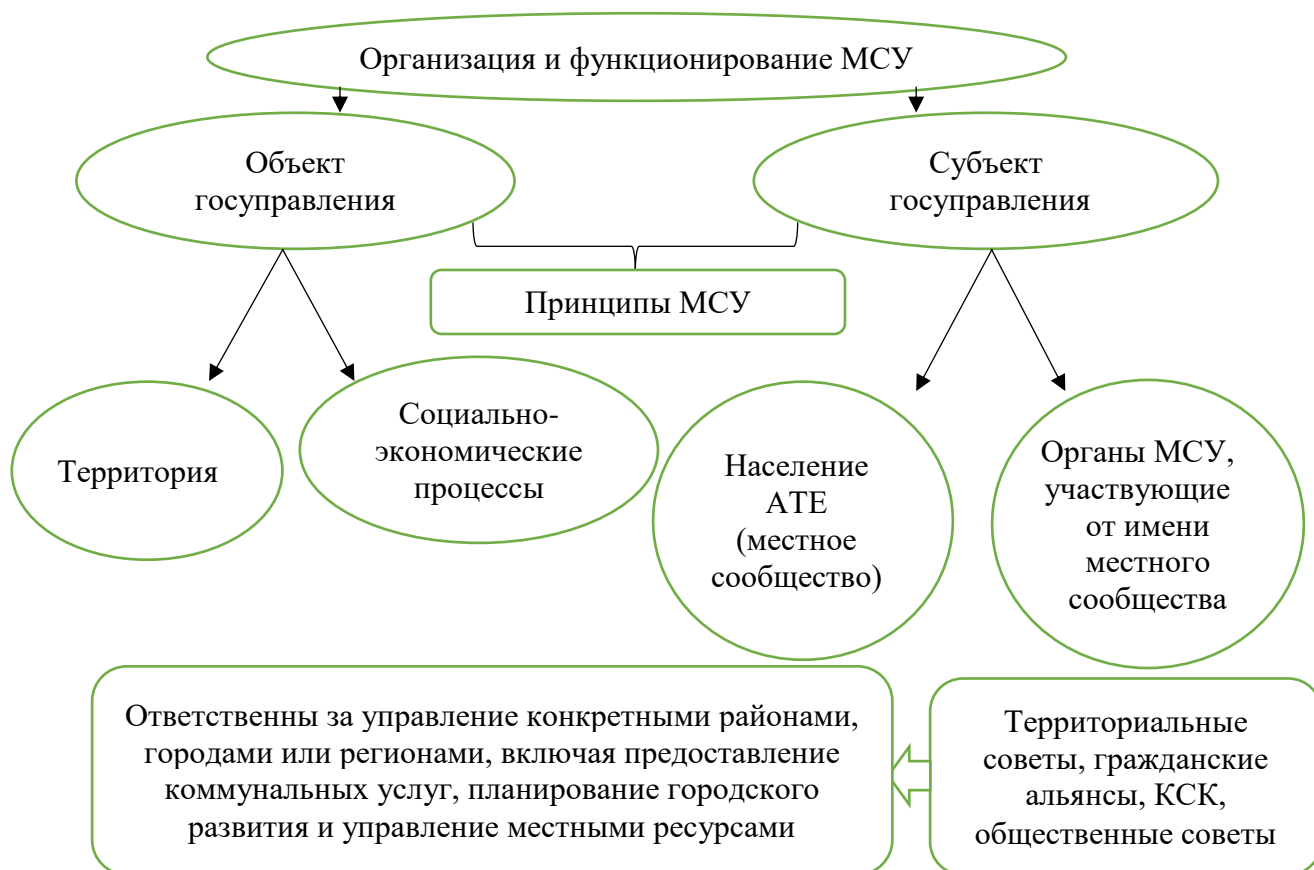 Организация и функционирование МСУ
Объект
госуправления
Субъект
госуправления
Принципы МСУ
Территория
Социально-
экономические
процессы
Население
АТЕ
(местное
сообщество)
Органы МСУ,
участвующие
от имени
местного
сообщества
Ответственны за управление конкретными районами,
городами или регионами, включая предоставление
коммунальных услуг, планирование городского
развития и управление местными ресурсами
Территориальные
советы, гражданские
альянсы, КСК,
общественные советы